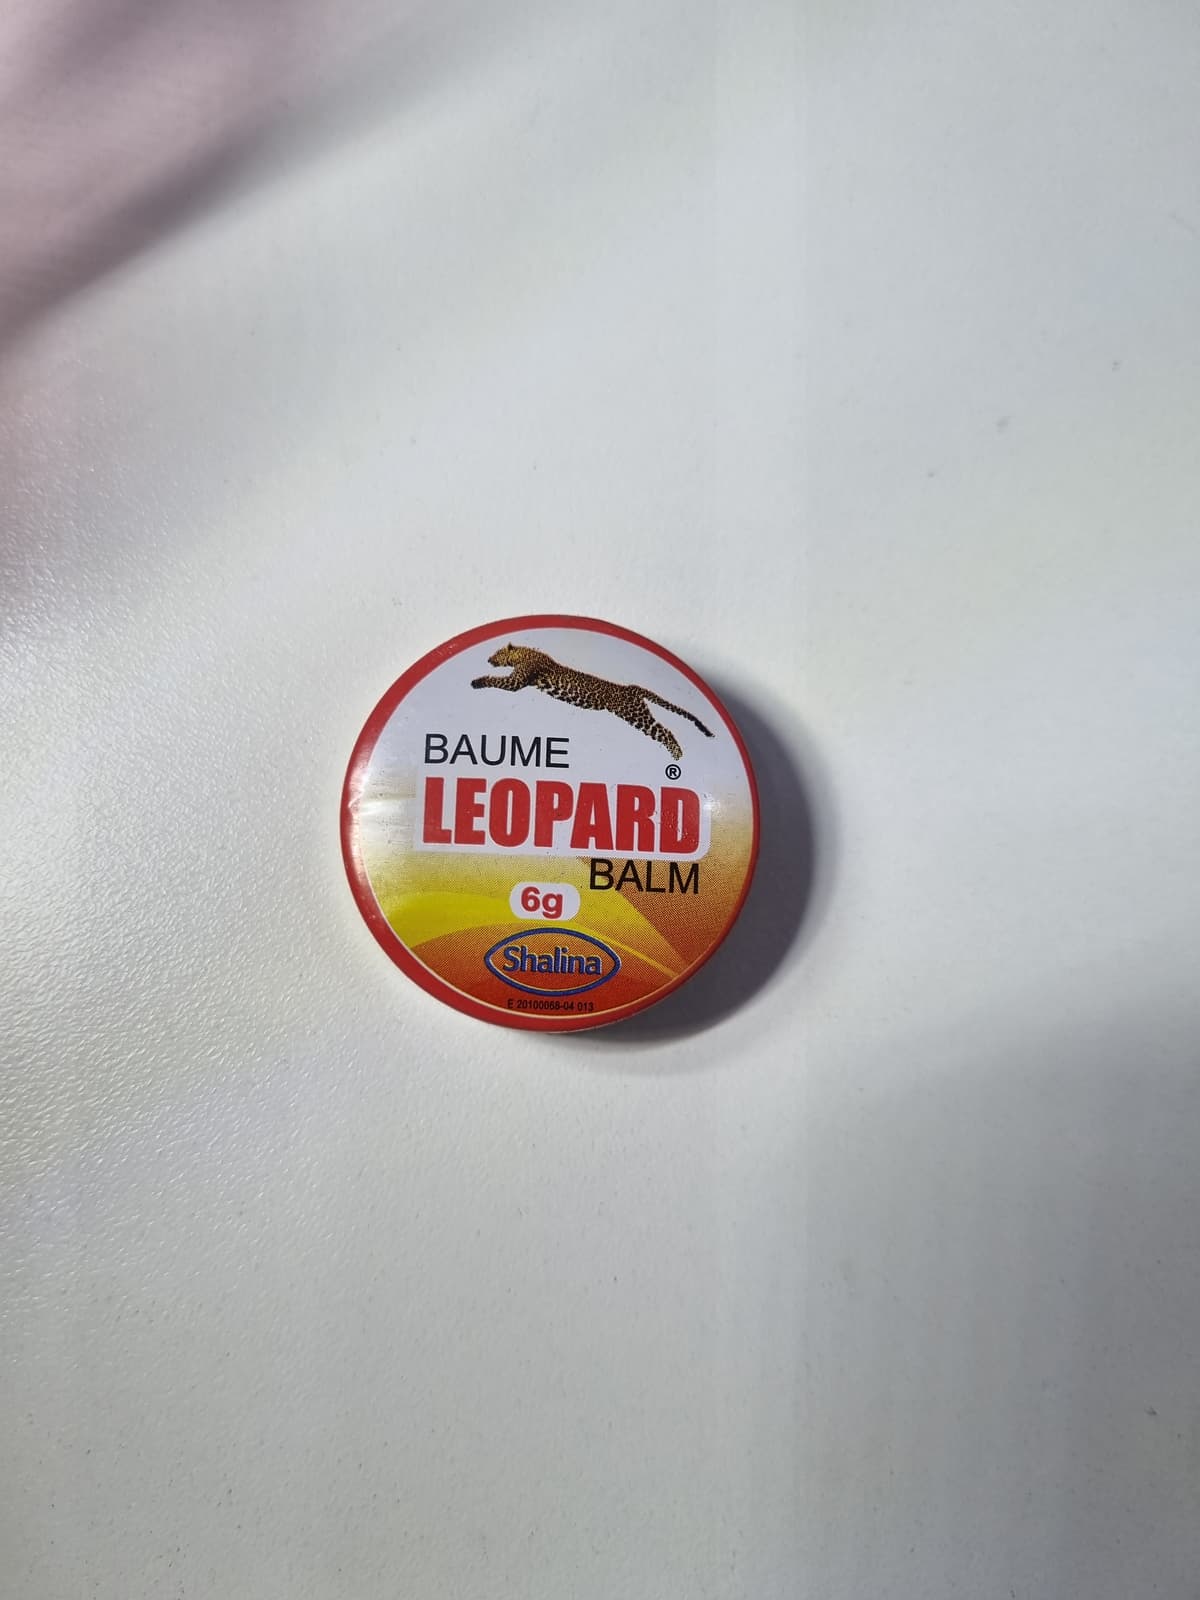 BAUME
®
LEOPARD
BALM
6g
Shalina
E 20100068-04 013